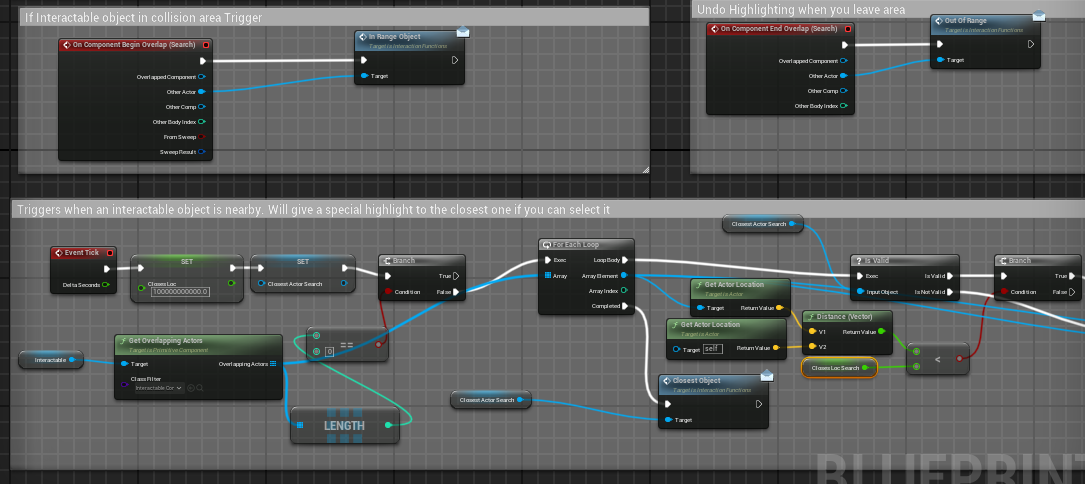 If Interactable object in collision area Trigger
On Component Begin Overlap (Search)
Overlapped Component
Other Actor
Other Comp
Other Body Index
From Sweep
Sweep Result
In Range Object
Target is Interaction Functions
Target
Undo Highlighting when you leave area
On Component End Overlap (Search)
Overlapped Component
Other Actor
Other Comp
Other Body Index
Out Of Range
Target is Interaction Functions
Target
Triggers when an interactable object is nearby. Will give a special highlight to the closest one if you can select it
Event Tick
Delta Seconds
SET
Closes Loc
1000000000000.0
SET
Closest Actor Search
Branch
True
Condition
False
For Each Loop
Exec
Loop Body
Array
Array Element
Array Index
Completed
Closest Actor Search
Is Valid
Exec
Is Valid
Input Object
Is Not Valid
Branch
True
Condition
False
Get Actor Location
Target is Actor
Target
Return Value
Get Actor Location
Target is Actor
Target
self
Return Value
Distance (Vector)
V1
Return Value
V2
Closes Loc Search
<
Interactable
Get Overlapping Actors
Target is Primitive Component
Target
Overlapping Actors
Class Filter
Interactable Cor
0
==
LENGTH
Closest Actor Search
Closest Object
Target is Interaction Functions
Target
BLUEPRINT